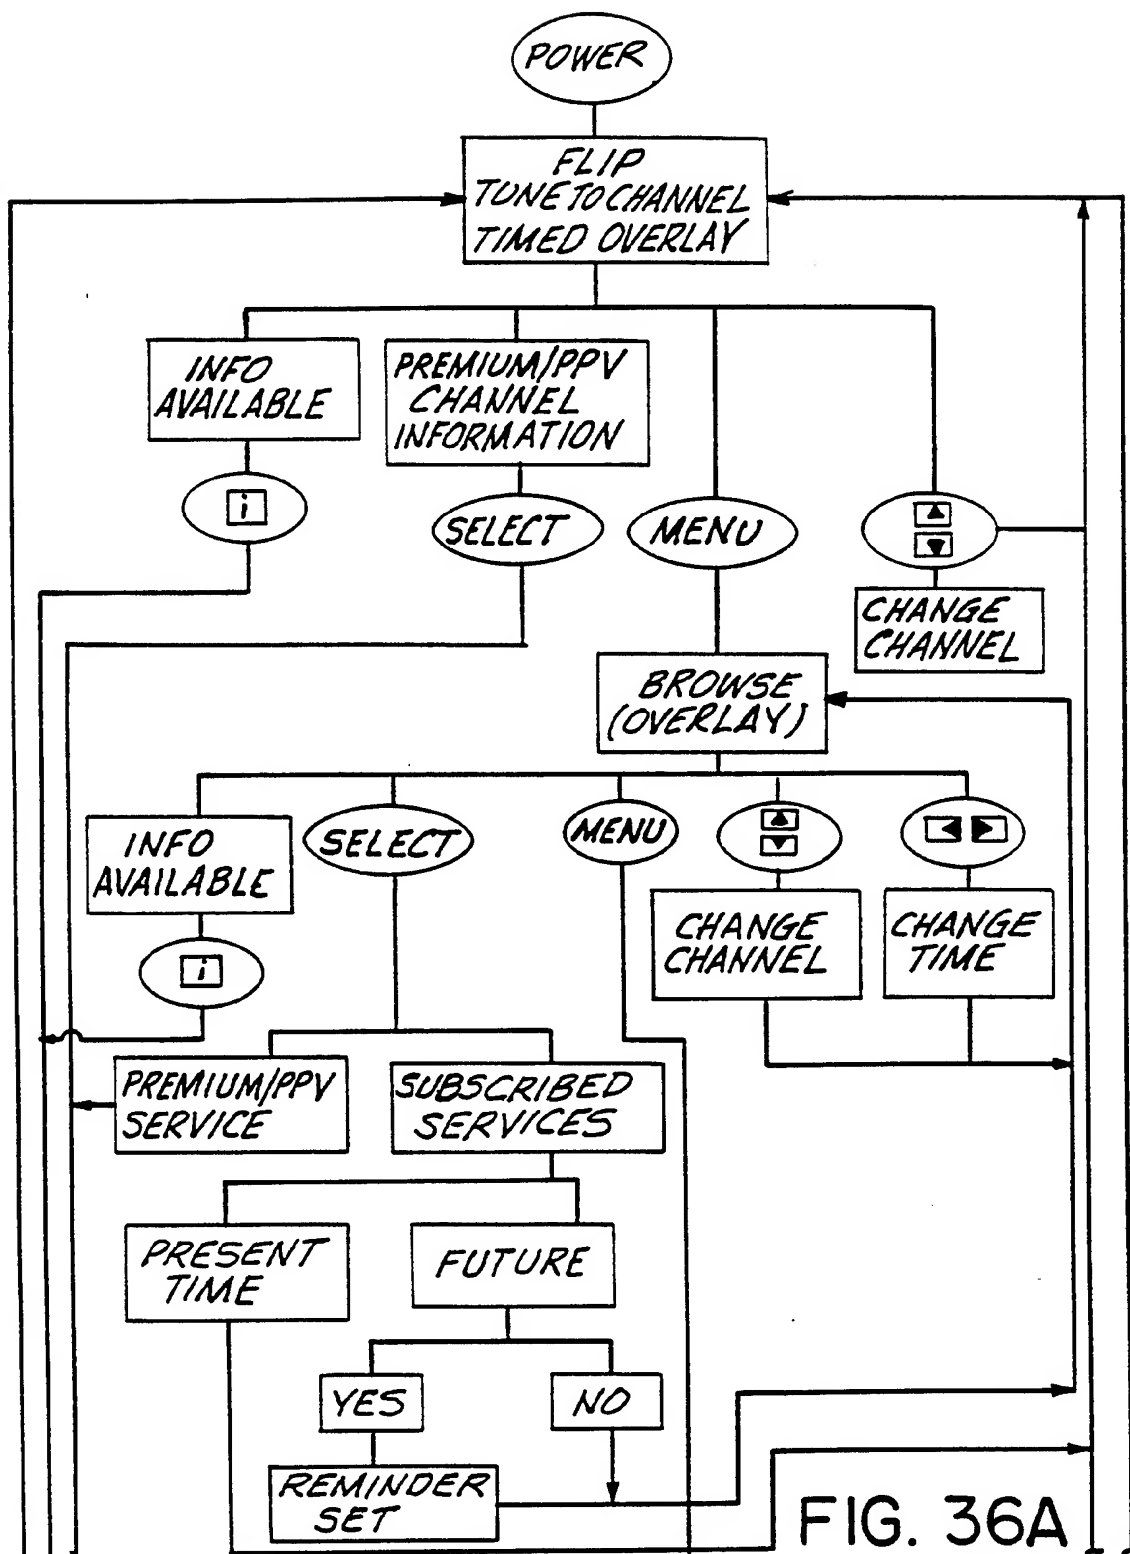 POWER
FLIP
TUNE TO CHANNEL
TIMED OVERLAY
INFO
AVAILABLE
PREMIUM/PPV
CHANNEL
INFORMATION
i
SELECT
MENU
CHANGE
CHANNEL
BROWSE
(OVERLAY)
INFO
AVAILABLE
SELECT
MENU
i
CHANGE
CHANNEL
CHANGE
TIME
PREMIUM/PPV
SERVICE
SUBSCRIBED
SERVICES
PRESENT
TIME
FUTURE
YES
NO
REMINDER
SET
FIG. 36A